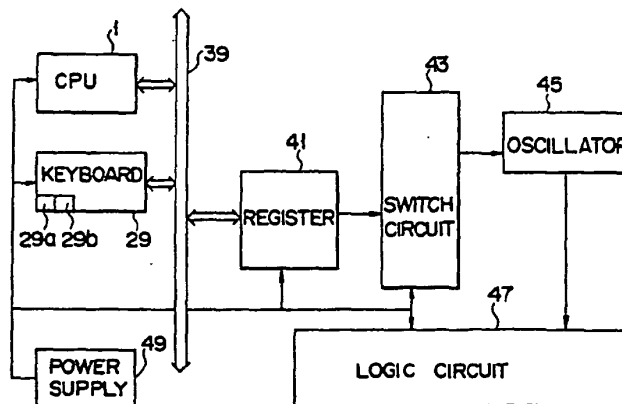 1
CPU
39
43
45
OSCILLATOR
KEYBOARD
41
REGISTER
SWITCH
CIRCUIT
29a 29b 29
47
POWER
SUPPLY
49
LOGIC CIRCUIT